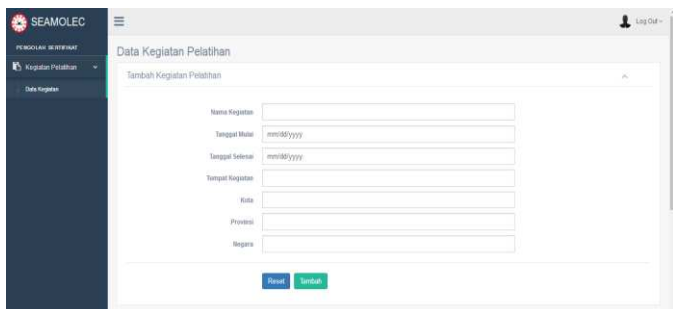 SEAMOLEC
Log Out
PENGOLAH SERTIFIKAT
Kegiatan Pelatihan
Data Kegiatan
Data Kegiatan Pelatihan
Tambah Kegiatan Pelatihan
Nama Kegiatan
Tanggal Mulai mm/dd/yyyy
Tanggal Selesai mm/dd/yyyy
Tempat Kegiatan
Kota
Provinsi
Negara
Reset Tambah